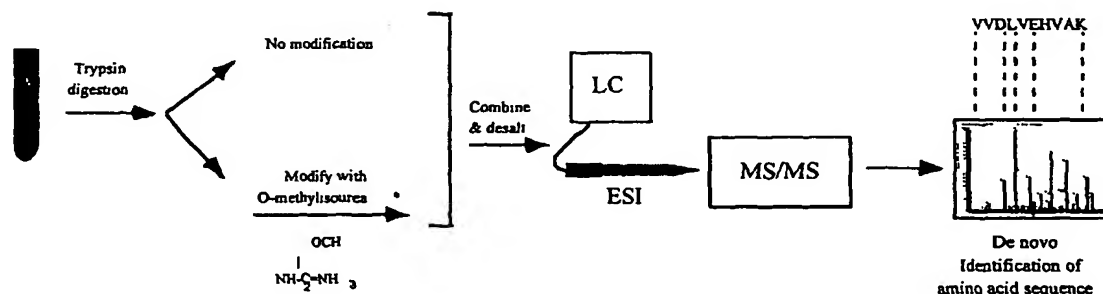 Trypsin
digestion
No modification
Modify with
O-methylisourea
OCH
NH-C=NH 3
2
Combine
& desalt
LC
ESI
MS/MS
VVDLVEHVAK
De novo
Identification of
amino acid sequence